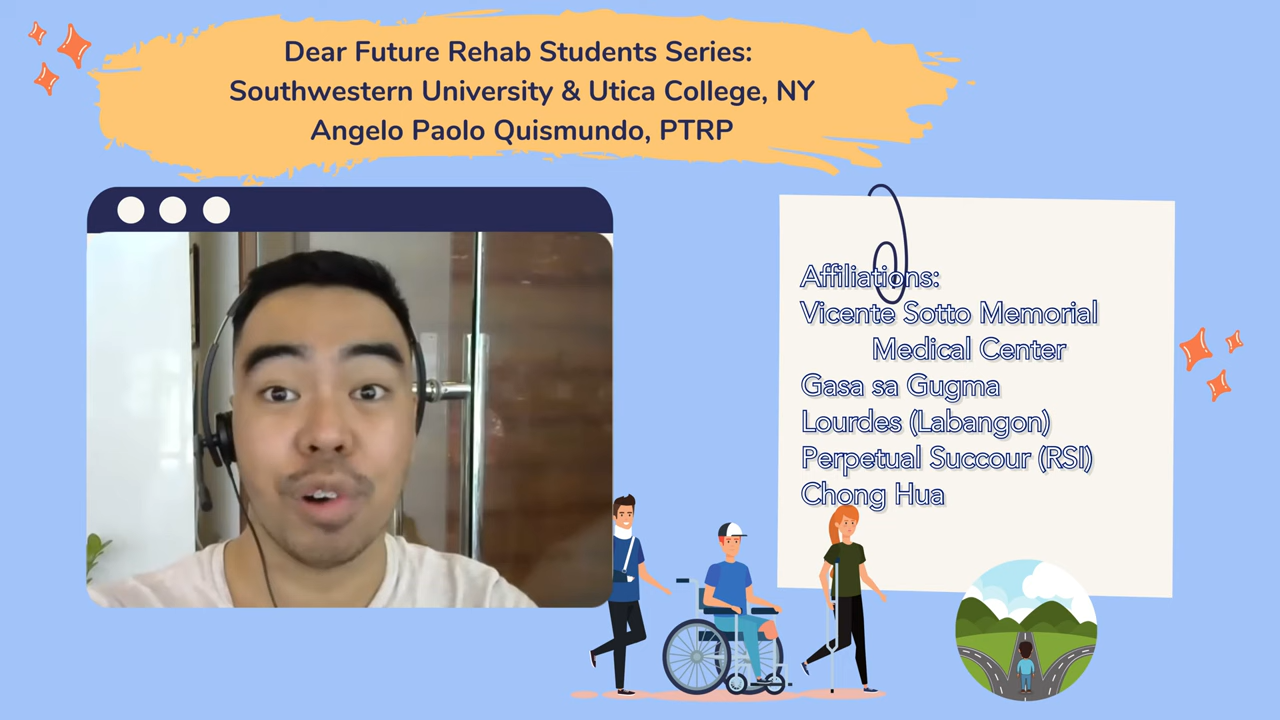 Dear Future Rehab Students Series:
Southwestern University & Utica College, NY
Angelo Paolo Quismundo, PTRP
Affiliations:
Vicente Sotto Memorial
Medical Center
Gasa sa Gugma
Lourdes (Labangon)
Perpetual Succour (RSI)
Chong Hua